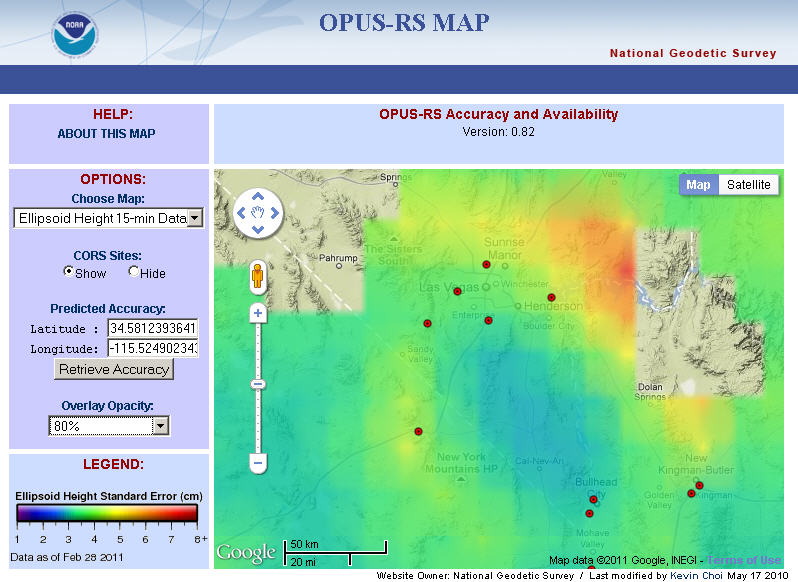 NOAA
OPUS-RS MAP
National Geodetic Survey
HELP:
ABOUT THIS MAP
OPUS-RS Accuracy and Availability
Version: 0.82
OPTIONS:
Choose Map:
Ellipsoid Height 15-min Data
CORS Sites:
Show Hide
Predicted Accuracy:
Latitude : 34.5812393641
Longitude: -115.524902343
Retrieve Accuracy
Overlay Opacity:
80%
LEGEND:
Ellipsoid Height Standard Error (cm)
1 2 3 4 5 6 7 8+
Data as of Feb 28 2011
Map Satellite
Springs
Valley
Pahrump
The Sisters
South
Sunrise
Manor
Las Vegas
Winchester
Henderson
Enterprise
Boulder City
Sandy
Valley
Dolan
Springs
New York
Mountains HP
Cal-Nev-Ari
New
Kingman-Butler
Bullhead
City
Golden
Valley
Kingman
Mohave
Valley
Google
50 km
20 mi
Map data ©2011 Google, INEGI - Terms of Use
Website Owner: National Geodetic Survey / Last modified by Kevin Choi May 17 2010